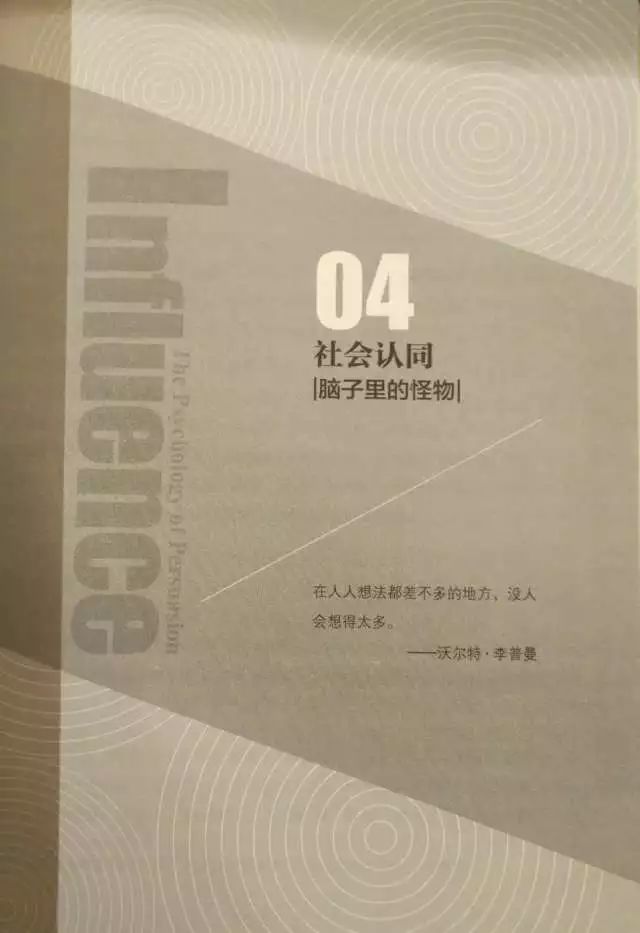 Influence
The Psychology of Persuasion
04
社会认同
|脑子里的怪物|
在人人想法都差不多的地方，没人
会想得太多。
——沃尔特·李普曼